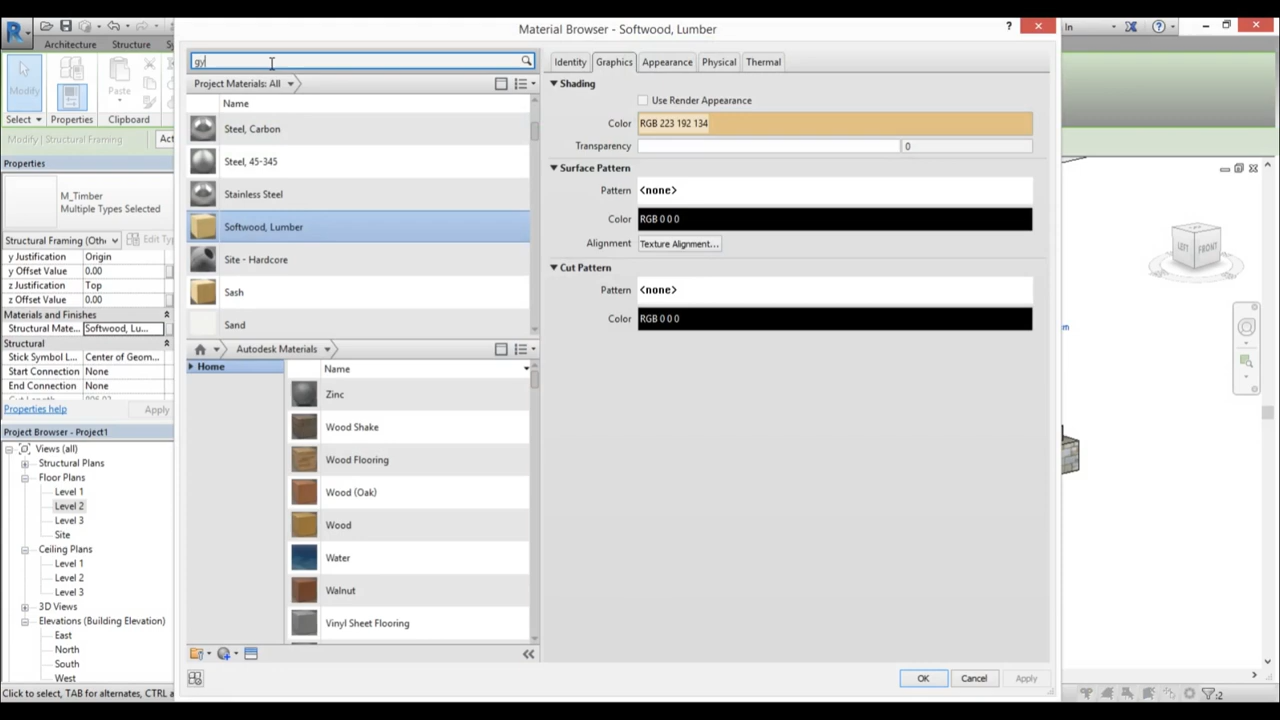 Material Browser - Softwood, Lumber
? ×
In
Architecture Structure
Modify
Paste
Select ▾ Properties Clipboard
Modify | Structural Framing (Oth
Properties
M_Timber
Multiple Types Selected
Structural Framing (Oth Edit Ty
y Justification Origin
y Offset Value 0.00
z Justification Top
z Offset Value 0.00
Materials and Finishes
Structural Mate... Softwood, Lu...
Structural
Stick Symbol L... Center of Geom...
Start Connection None
End Connection None
Properties help Apply
Project Browser - Project1
Views (all)
Structural Plans
Floor Plans
Level 1
Level 2
Level 3
Site
Ceiling Plans
Level 1
Level 2
Level 3
3D Views
Elevations (Building Elevation)
East
North
South
West
Click to select, TAB for alternates, CTRL a
gy
Project Materials: All
Name
Steel, Carbon
Steel, 45-345
Stainless Steel
Softwood, Lumber
Site - Hardcore
Sash
Sand
Autodesk Materials
Home
Name
Zinc
Wood Shake
Wood Flooring
Wood (Oak)
Wood
Water
Walnut
Vinyl Sheet Flooring
Identity Graphics Appearance Physical Thermal
Shading
Use Render Appearance
Color RGB 223 192 134
Transparency 0
Surface Pattern
Pattern <none>
Color RGB 0 0 0
Alignment Texture Alignment...
Cut Pattern
Pattern <none>
Color RGB 0 0 0
OK Cancel Apply
LEFT FRONT
m
:2